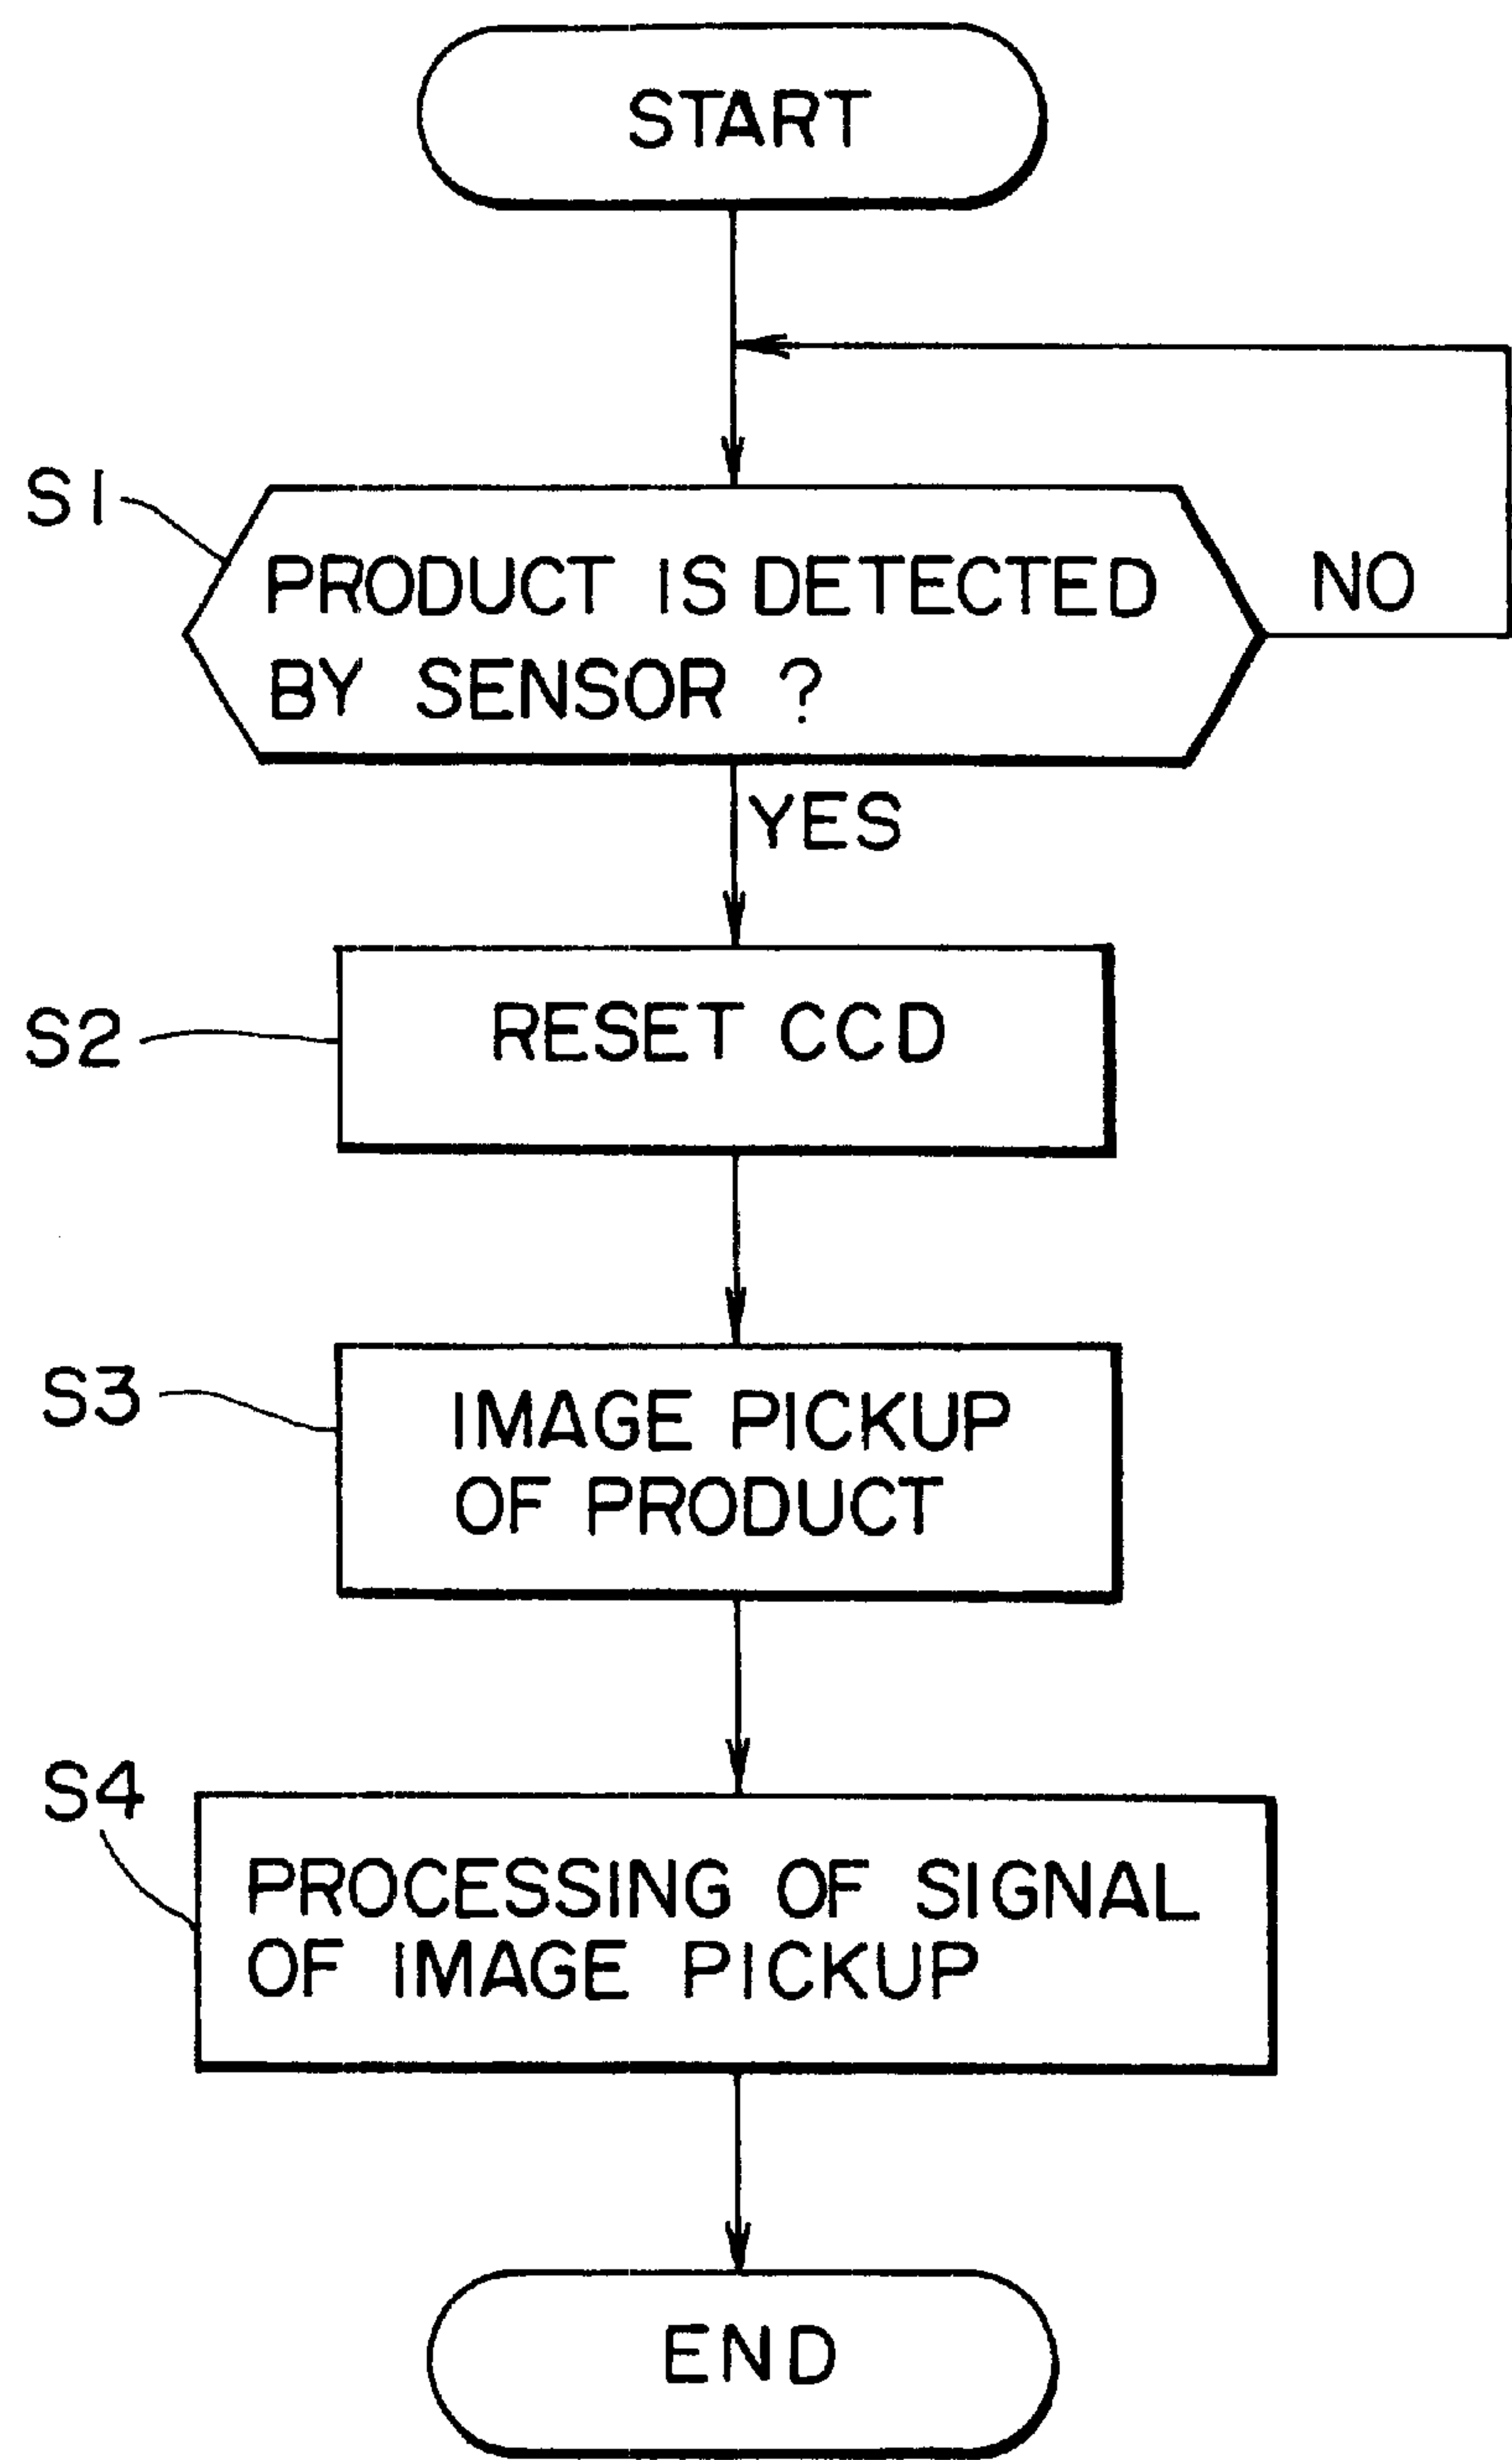 START
S1
PRODUCT IS DETECTED
BY SENSOR ?
NO
YES
S2
RESET CCD
S3
IMAGE PICKUP
OF PRODUCT
S4
PROCESSING OF SIGNAL
OF IMAGE PICKUP
END